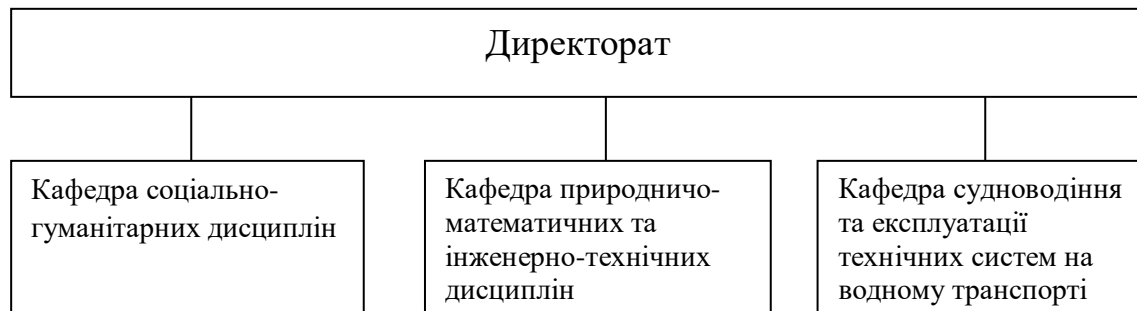 Директорат
Кафедра соціально-
гуманітарних дисциплін
Кафедра природничо-
математичних та
інженерно-технічних
дисциплін
Кафедра судноводіння
та експлуатації
технічних систем на
водному транспорті